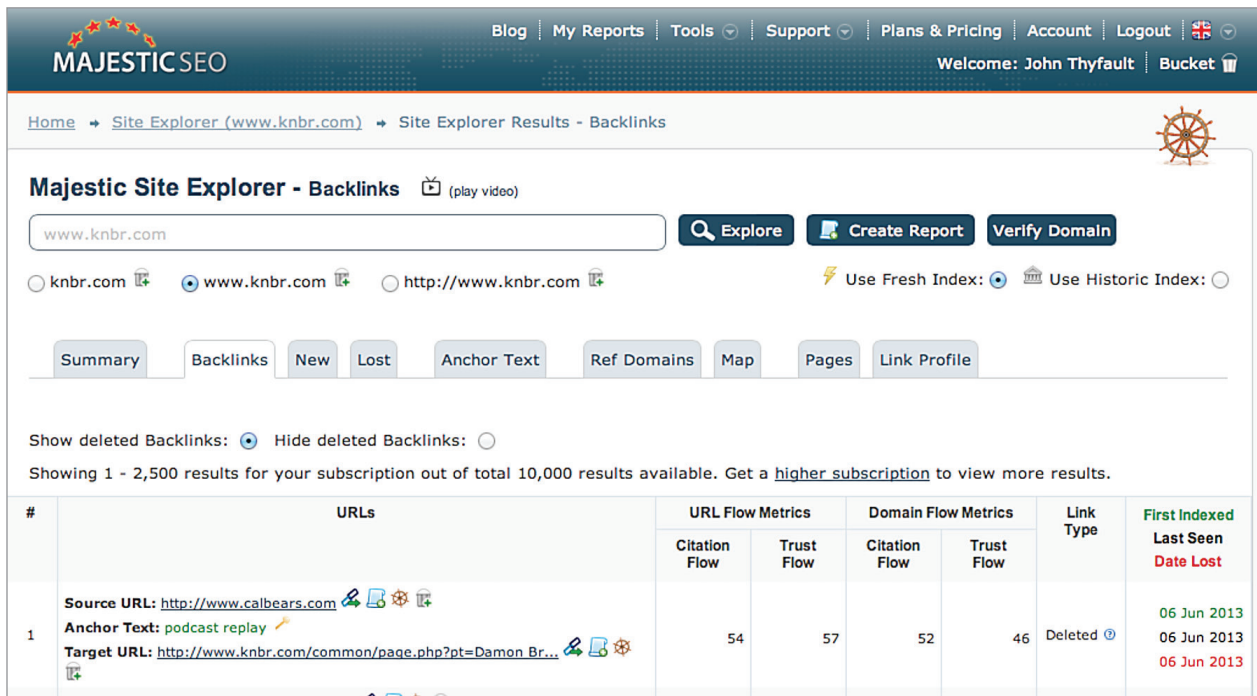 Blog My Reports Tools Support Plans & Pricing Account Logout
MAJESTIC SEO
Welcome: John Thyfault Bucket
Home → Site Explorer (www.knbr.com) → Site Explorer Results - Backlinks
Majestic Site Explorer - Backlinks (play video)
www.knbr.com Explore Create Report Verify Domain
knbr.com www.knbr.com http://www.knbr.com Use Fresh Index: Use Historic Index:
Summary Backlinks New Lost Anchor Text Ref Domains Map Pages Link Profile
Show deleted Backlinks: Hide deleted Backlinks:
Showing 1 - 2,500 results for your subscription out of total 10,000 results available. Get a higher subscription to view more results.
# URLs URL Flow Metrics Domain Flow Metrics Link Type First Indexed
Last Seen
Date Lost
Citation Flow Trust Flow Citation Flow Trust Flow
Source URL: http://www.calbears.com
06 Jun 2013
1 Anchor Text: podcast replay 54 57 52 46 Deleted 06 Jun 2013
Target URL: http://www.knbr.com/common/page.php?pt=Damon Br...
06 Jun 2013